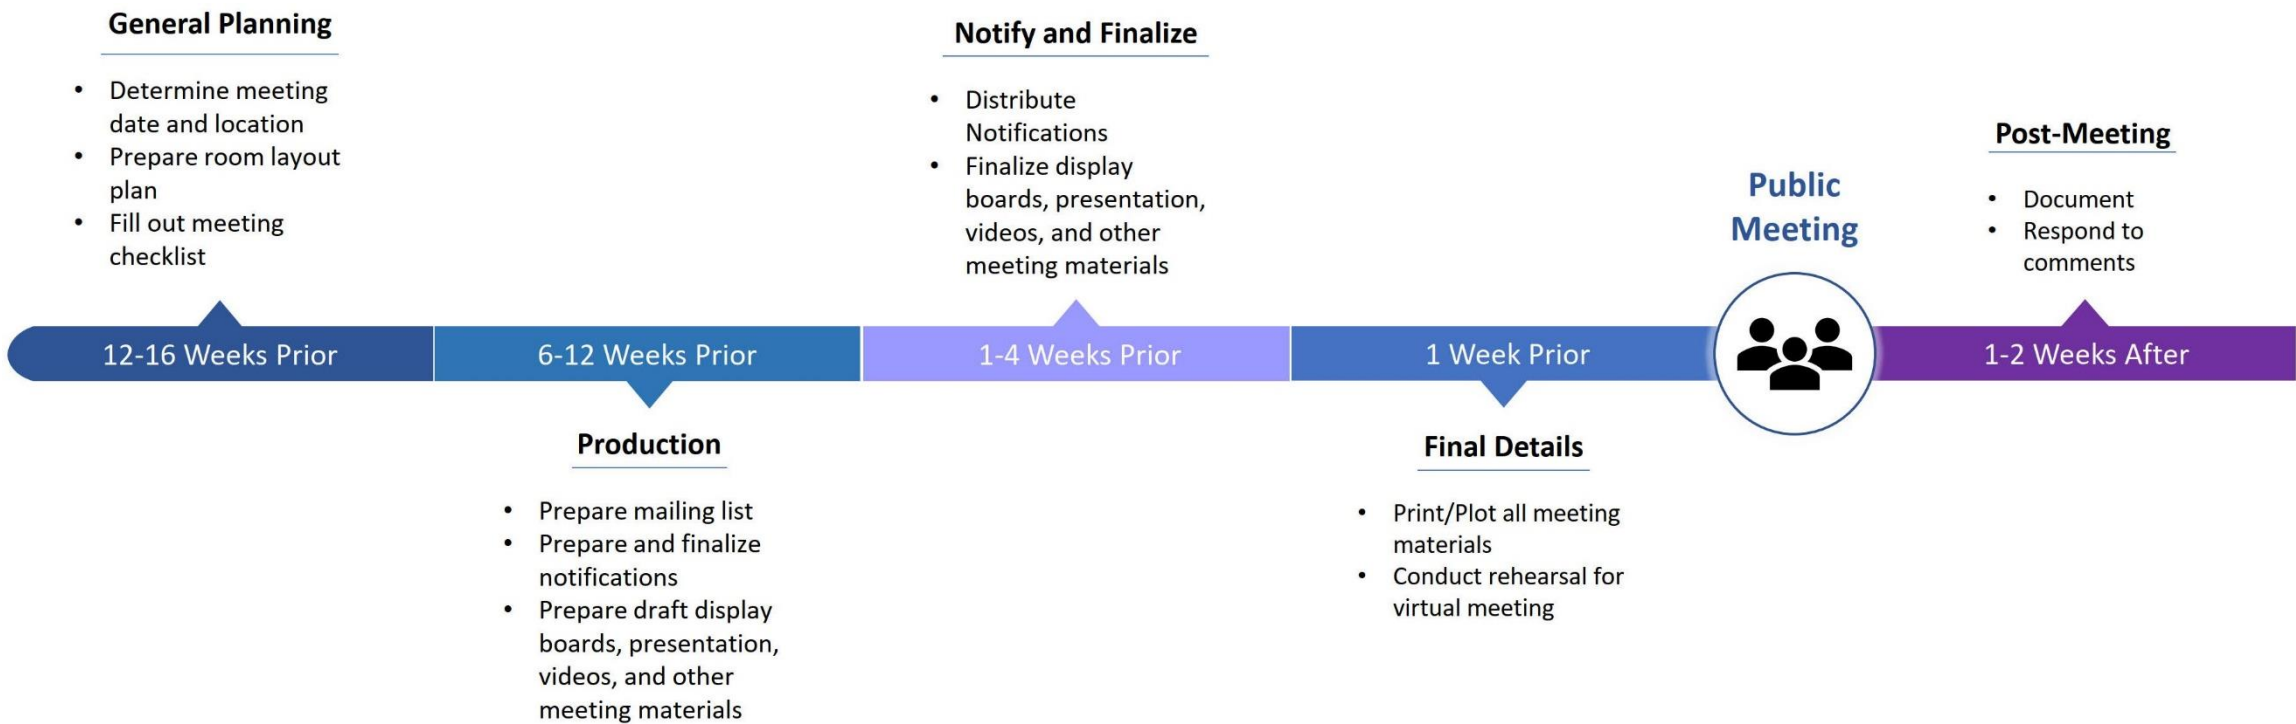 General Planning
• Determine meeting
date and location
• Prepare room layout
plan
• Fill out meeting
checklist
Notify and Finalize
• Distribute
Notifications
• Finalize display
boards, presentation,
videos, and other
meeting materials
Public
Meeting
Post-Meeting
• Document
• Respond to
comments
12-16 Weeks Prior
6-12 Weeks Prior
1-4 Weeks Prior
1 Week Prior
1-2 Weeks After
Production
• Prepare mailing list
• Prepare and finalize
notifications
• Prepare draft display
boards, presentation,
videos, and other
meeting materials
Final Details
• Print/Plot all meeting
materials
• Conduct rehearsal for
virtual meeting